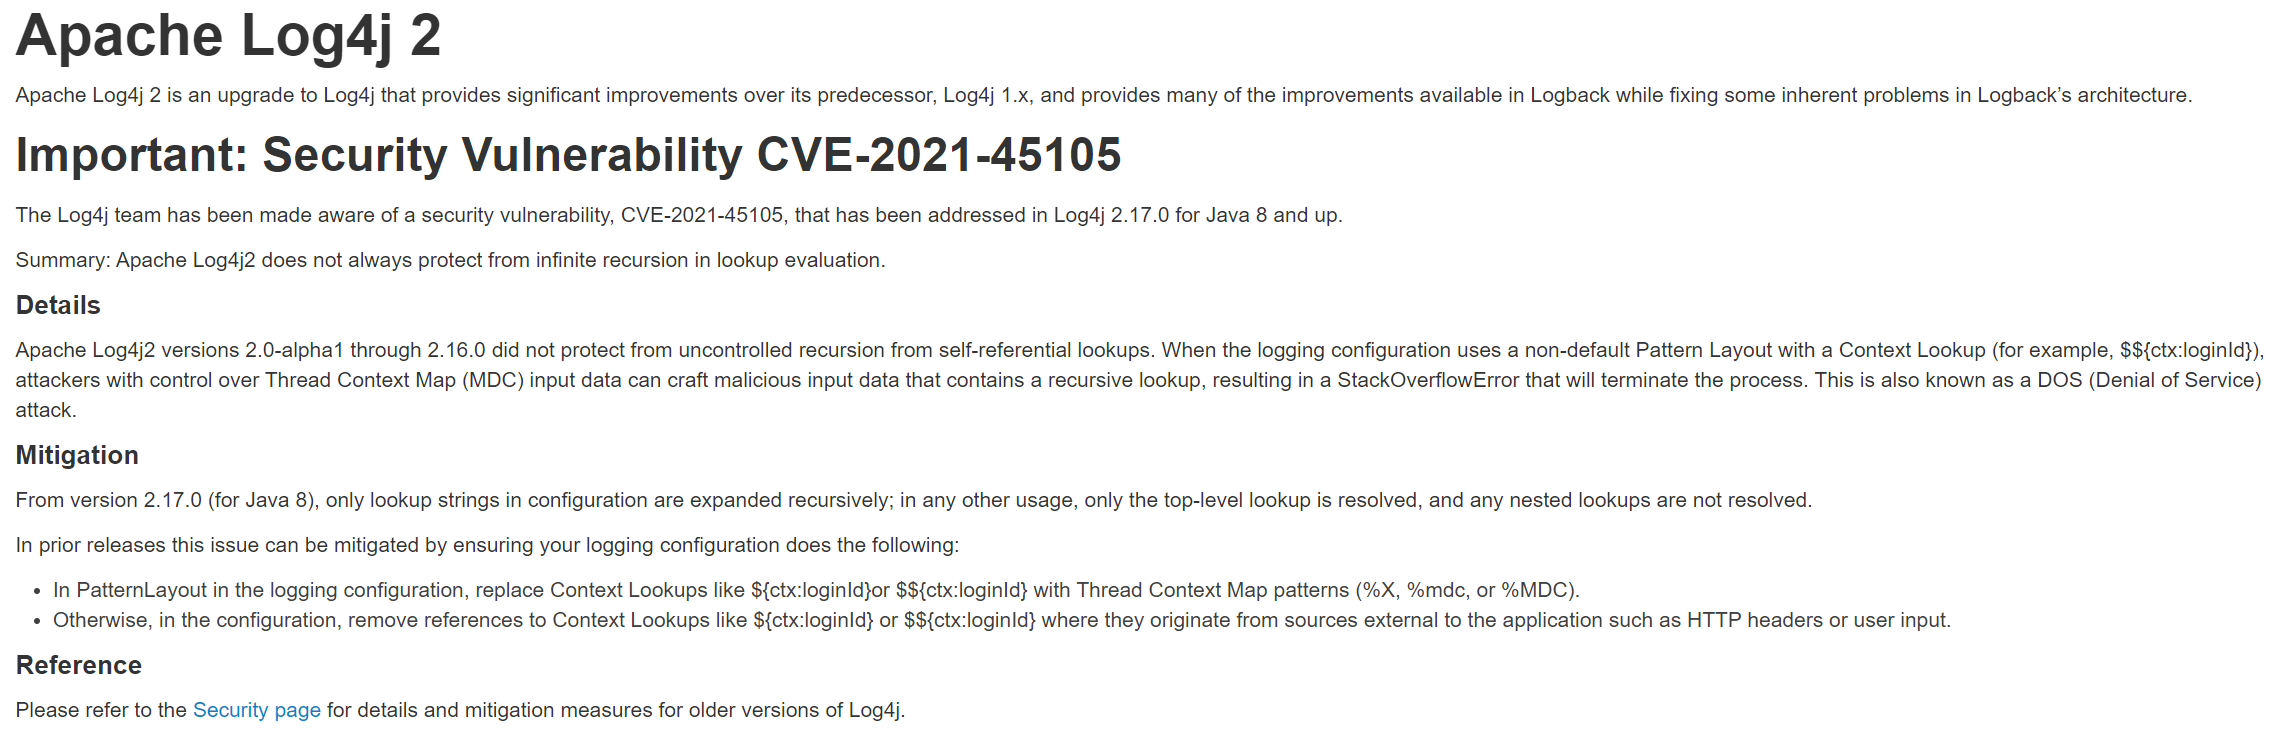 Apache Log4j 2
Apache Log4j 2 is an upgrade to Log4j that provides significant improvements over its predecessor, Log4j 1.x, and provides many of the improvements available in Logback while fixing some inherent problems in Logback’s architecture.
Important: Security Vulnerability CVE-2021-45105
The Log4j team has been made aware of a security vulnerability, CVE-2021-45105, that has been addressed in Log4j 2.17.0 for Java 8 and up.
Summary: Apache Log4j2 does not always protect from infinite recursion in lookup evaluation.
Details
Apache Log4j2 versions 2.0-alpha1 through 2.16.0 did not protect from uncontrolled recursion from self-referential lookups. When the logging configuration uses a non-default Pattern Layout with a Context Lookup (for example, $${ctx:loginId}),
attackers with control over Thread Context Map (MDC) input data can craft malicious input data that contains a recursive lookup, resulting in a StackOverflowError that will terminate the process. This is also known as a DOS (Denial of Service)
attack.
Mitigation
From version 2.17.0 (for Java 8), only lookup strings in configuration are expanded recursively; in any other usage, only the top-level lookup is resolved, and any nested lookups are not resolved.
In prior releases this issue can be mitigated by ensuring your logging configuration does the following:
• In PatternLayout in the logging configuration, replace Context Lookups like ${ctx:loginId}or $${ctx:loginId} with Thread Context Map patterns (%X, %mdc, or %MDC).
• Otherwise, in the configuration, remove references to Context Lookups like ${ctx:loginId} or $${ctx:loginId} where they originate from sources external to the application such as HTTP headers or user input.
Reference
Please refer to the Security page for details and mitigation measures for older versions of Log4j.